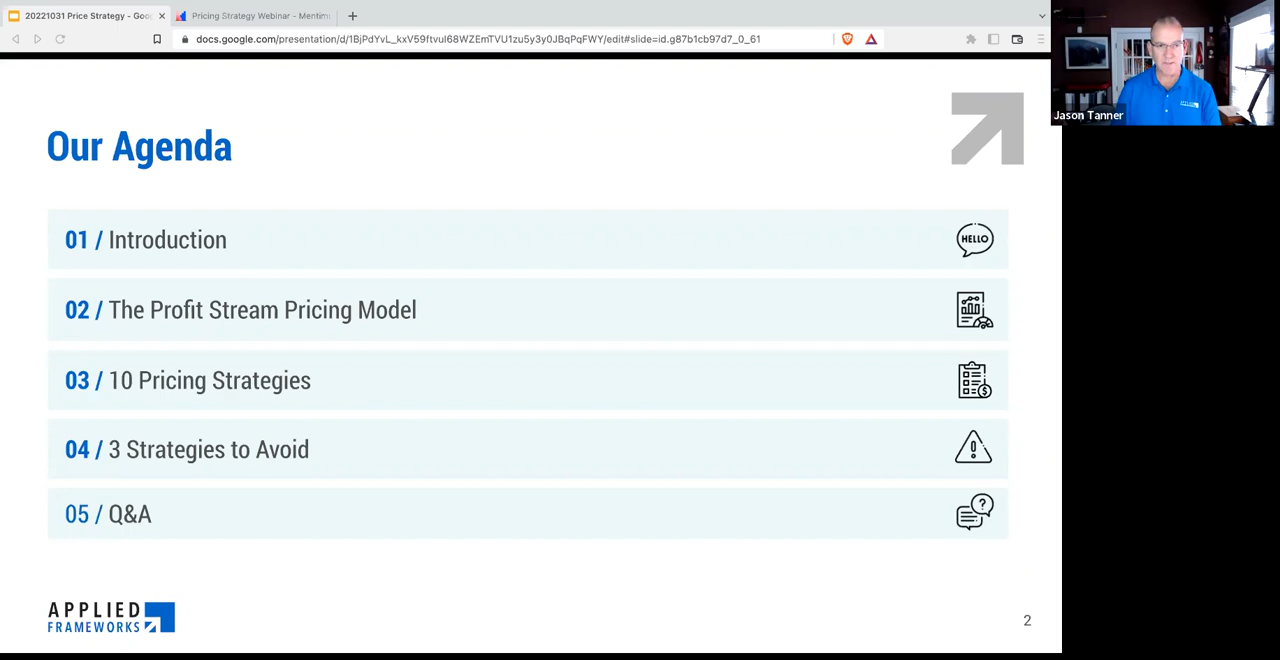 20221031 Price Strategy - Goo
Pricing Strategy Webinar - Mentime
docs.google.com/presentation/d/1BjPdYvL_kxV59ftvul68WZEmTVU1zu5y3y0JBqPqFWY/edit#slide=id.g87b1cb97d7_0_61
APPLIED
Jason Tanner
Our Agenda
01 / Introduction
HELLO
02 / The Profit Stream Pricing Model
03 / 10 Pricing Strategies
$
04 / 3 Strategies to Avoid
!
05 / Q&A
?
APPLIED
FRAMEWORKS
2